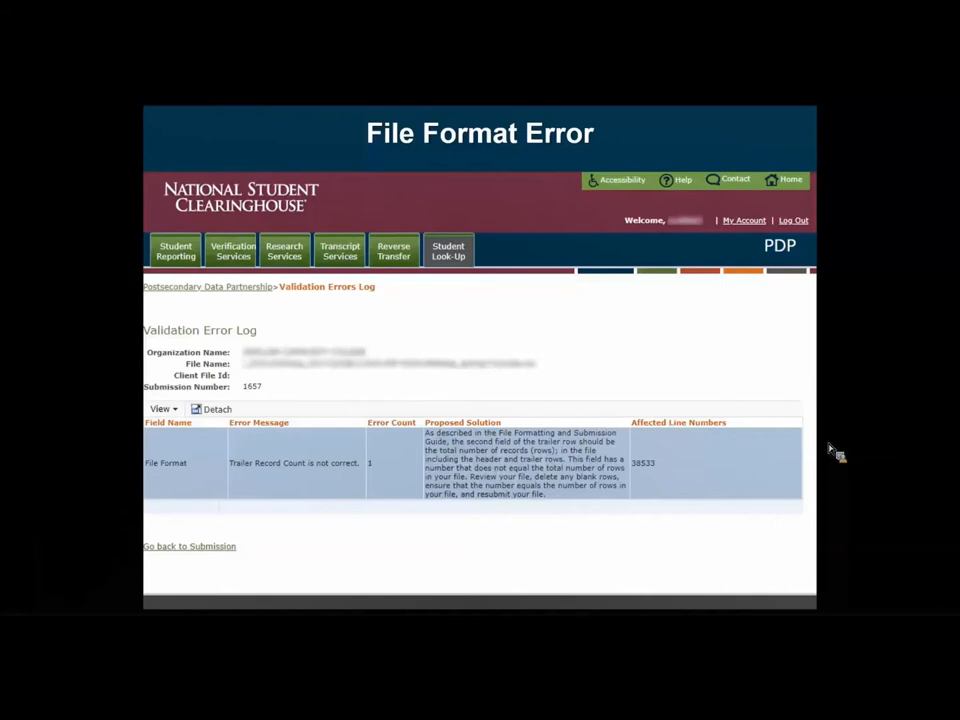 File Format Error
Accessibility Help Contact Home
NATIONAL STUDENT
CLEARINGHOUSE
Welcome, | My Account | Log Out
Student Reporting Verification Services Research Services Transcript Services Reverse Transfer Student Look-Up PDP
Postsecondary Data Partnership > Validation Errors Log
Validation Error Log
Organization Name:
File Name:
Client File Id:
Submission Number: 1657
View Detach
Field Name Error Message Error Count Proposed Solution Affected Line Numbers
File Format Trailer Record Count is not correct. 1
As described in the File Formatting and Submission
Guide, the second field of the trailer row should be
the total number of records (rows); in the file
including the header and trailer rows. This field has a
number that does not equal the total number of rows
in your file. Review your file, delete any blank rows,
ensure that the number equals the number of rows in
your file, and resubmit your file.
38533
Go back to Submission